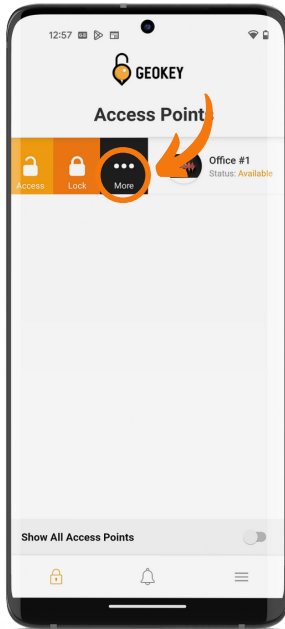 12:57
GEOKEY
Access Points
Access
Lock
More
Office #1
Status: Available
Show All Access Points